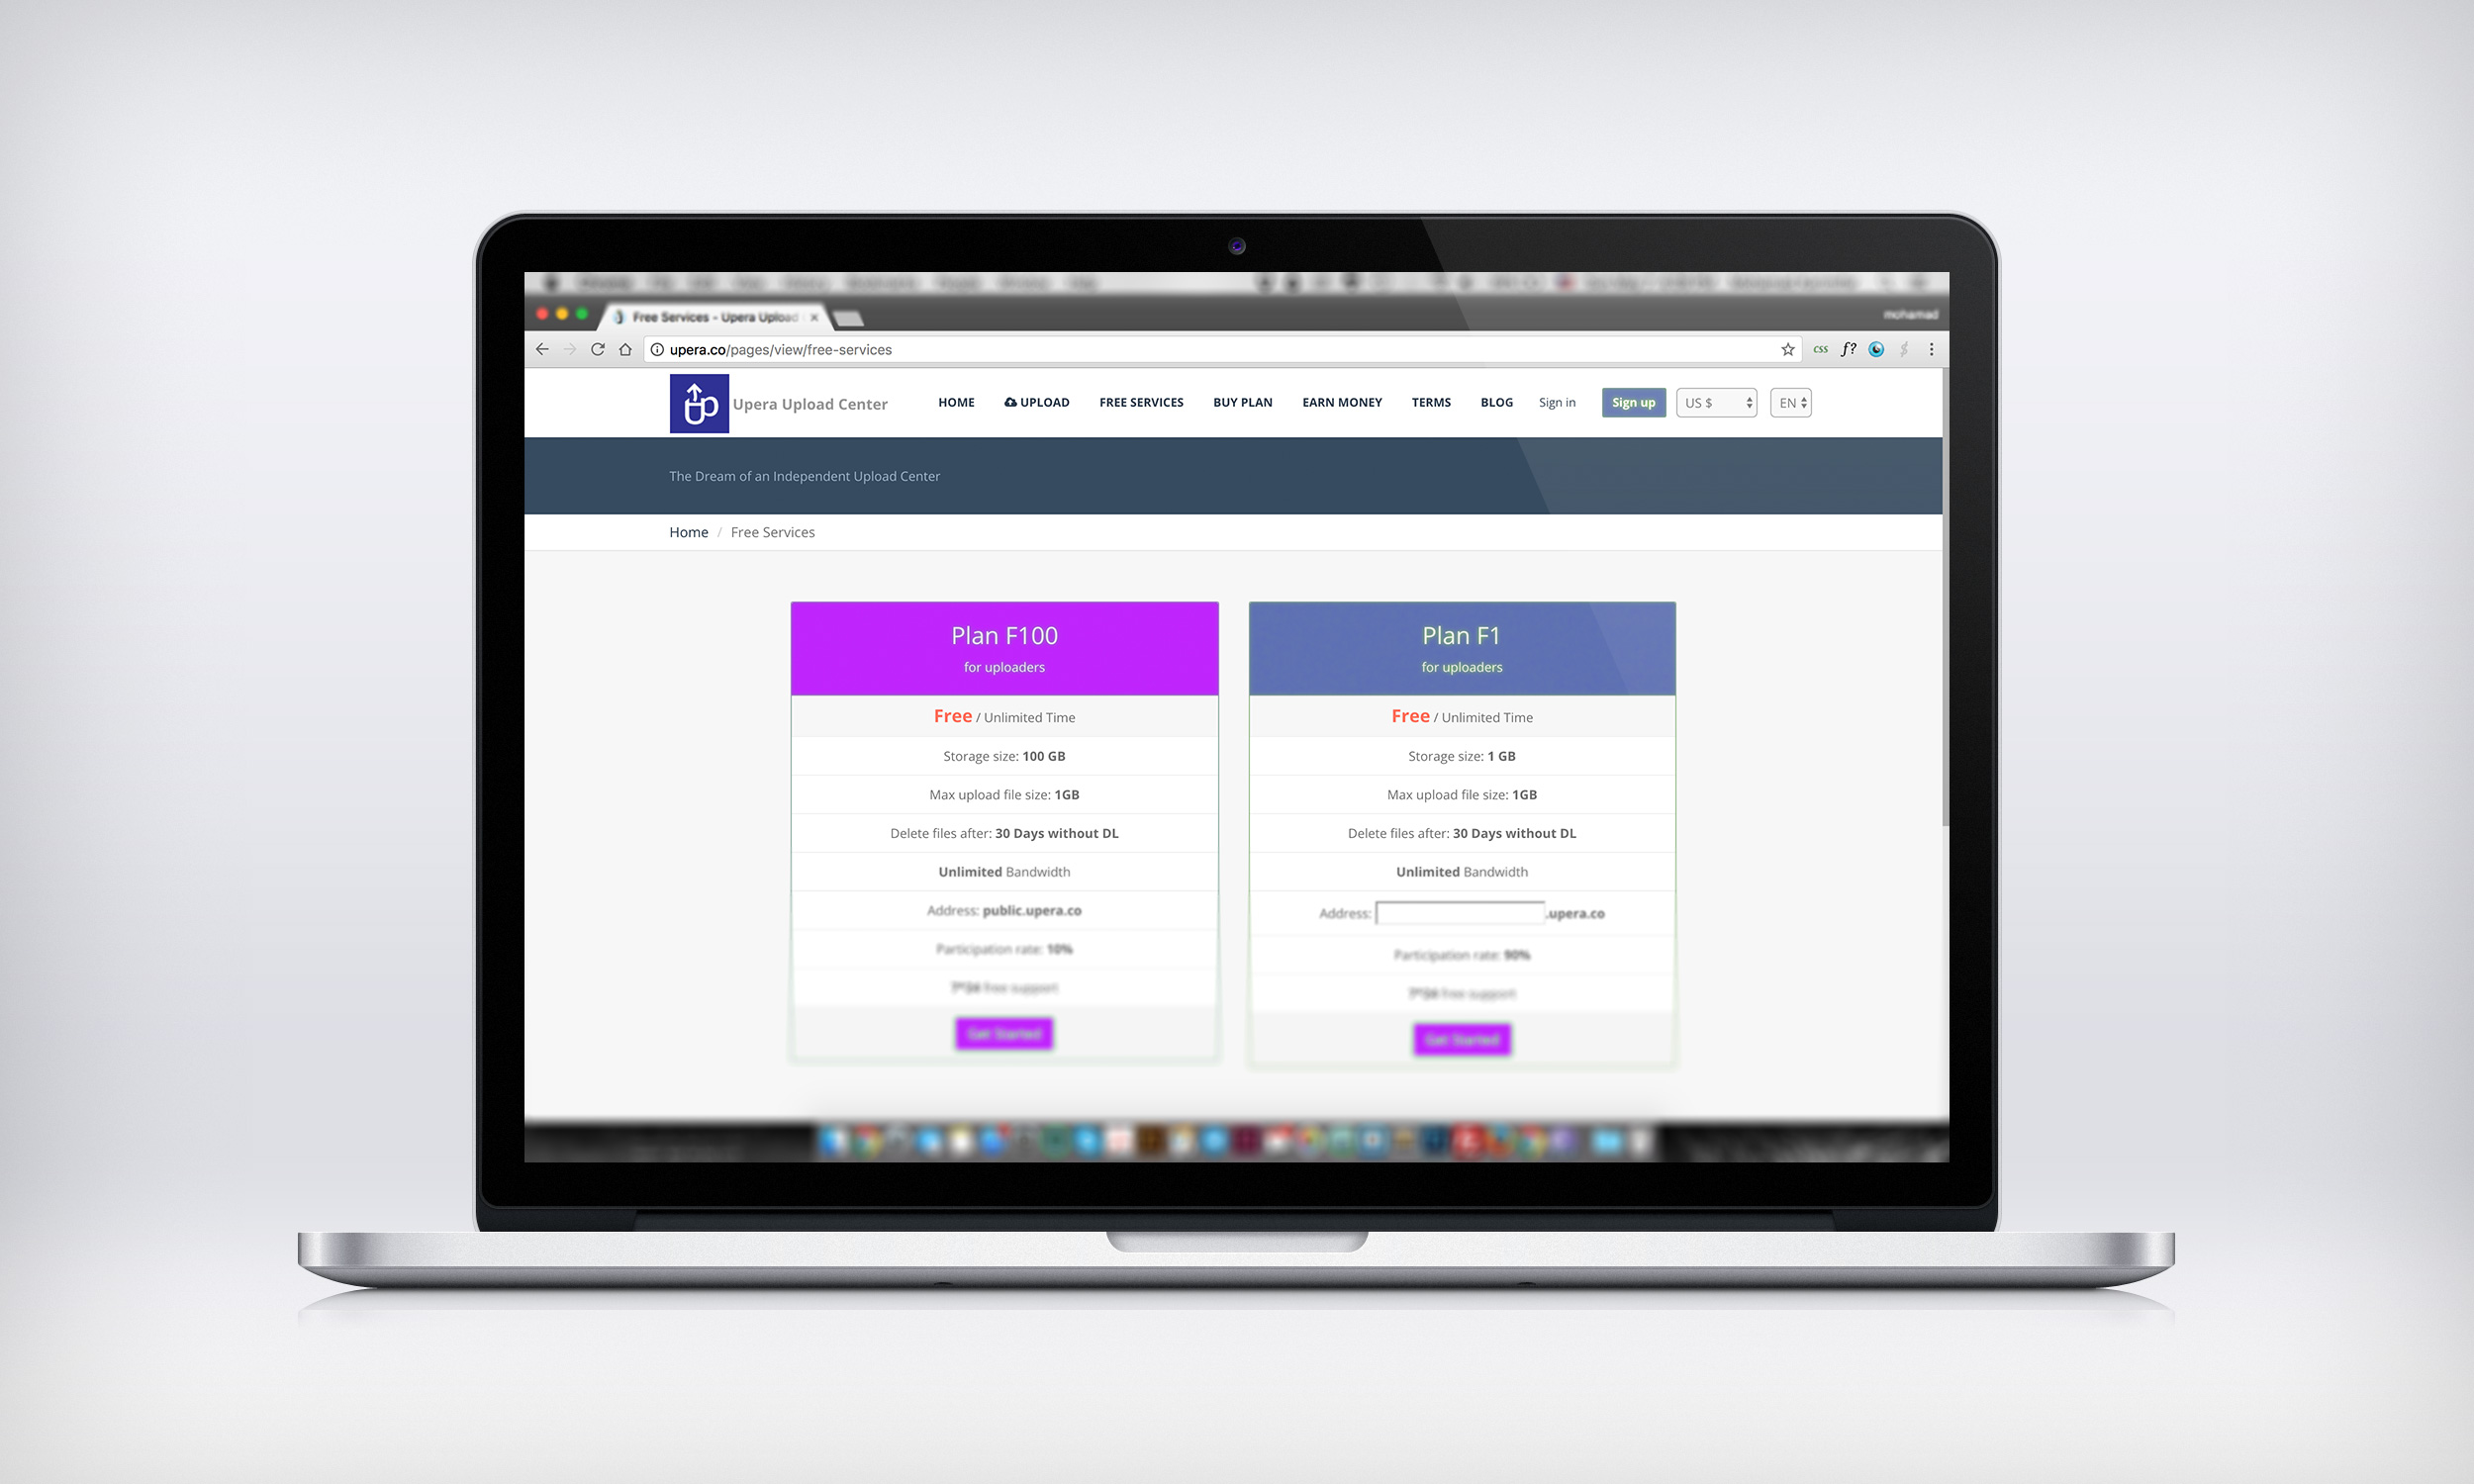 Free Services - Upera Upload
mohamad
upera.co/pages/view/free-services
css f?
Up Upera Upload Center HOME UPLOAD FREE SERVICES BUY PLAN EARN MONEY TERMS BLOG Sign in Sign up US $ EN
The Dream of an Independent Upload Center
Home / Free Services
Plan F100
for uploaders
Free / Unlimited Time
Storage size: 100 GB
Max upload file size: 1GB
Delete files after: 30 Days without DL
Unlimited Bandwidth
Address: public.upera.co
Participation rate: 10%
free support
Get Started
Plan F1
for uploaders
Free / Unlimited Time
Storage size: 1 GB
Max upload file size: 1GB
Delete files after: 30 Days without DL
Unlimited Bandwidth
Address: .upera.co
Participation rate: 90%
free support
Get Started